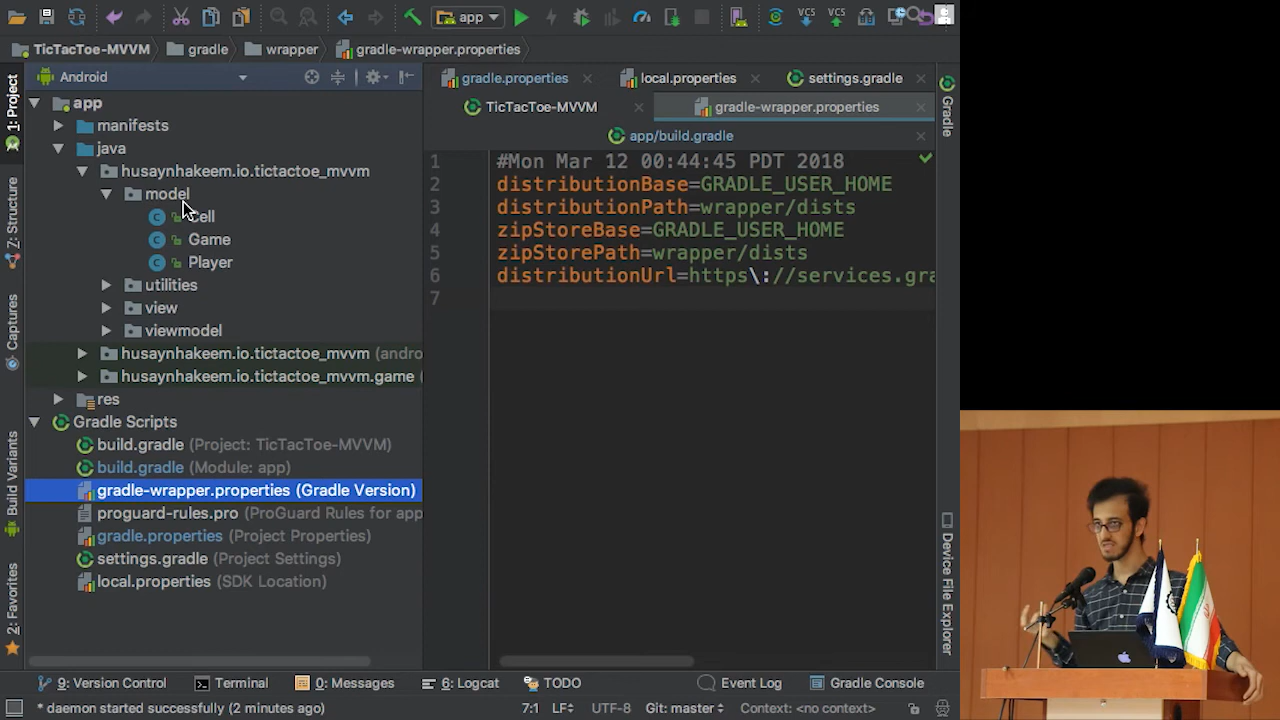 app
TicTacToe-MVVM
gradle
wrapper
gradle-wrapper.properties
VCS
VCS
Android
app
manifests
java
husaynhakeem.io.tictactoe_mvvm
model
Cell
Game
Player
utilities
view
viewmodel
husaynhakeem.io.tictactoe_mvvm (andro
husaynhakeem.io.tictactoe_mvvm.game (
res
Gradle Scripts
build.gradle (Project: TicTacToe-MVVM)
build.gradle (Module: app)
gradle-wrapper.properties (Gradle Version)
proguard-rules.pro (ProGuard Rules for app
gradle.properties (Project Properties)
settings.gradle (Project Settings)
local.properties (SDK Location)
1: Project
7: Structure
Captures
Build Variants
2: Favorites
gradle.properties
local.properties
settings.gradle
TicTacToe-MVVM
gradle-wrapper.properties
app/build.gradle
1 #Mon Mar 12 00:44:45 PDT 2018
2 distributionBase=GRADLE_USER_HOME
3 distributionPath=wrapper/dists
4 zipStoreBase=GRADLE_USER_HOME
5 zipStorePath=wrapper/dists
6 distributionUrl=https\://services.gra
7
Gradle
Device File Explorer
9: Version Control
Terminal
0: Messages
6: Logcat
TODO
Event Log
Gradle Console
* daemon started successfully (2 minutes ago)
7:1
LF
UTF-8
Git: master
Context: <no context>